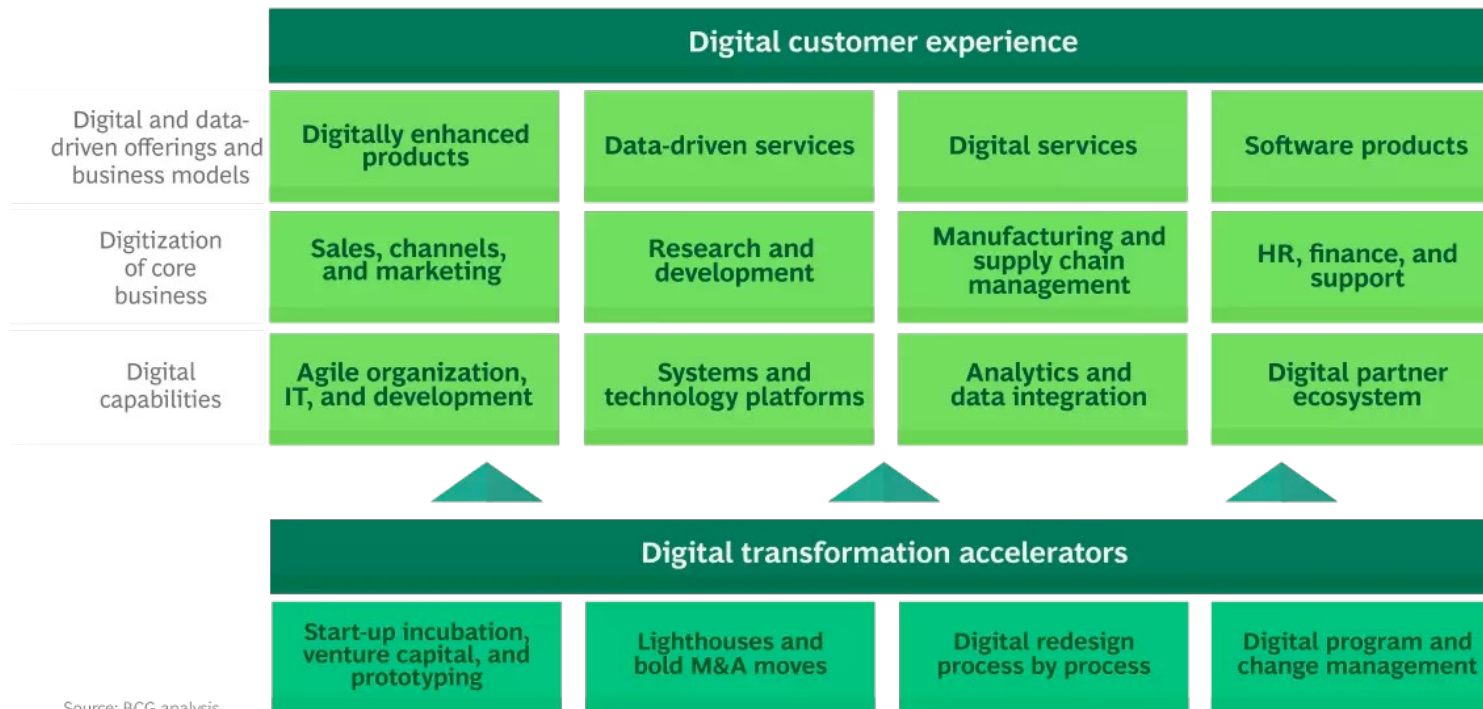 Digital customer experience
Digital and data-
driven offerings and
business models
Digitally enhanced
products
Data-driven services
Digital services
Software products
Digitization
of core
business
Sales, channels,
and marketing
Research and
development
Manufacturing and
supply chain
management
HR, finance, and
support
Digital
capabilities
Agile organization,
IT, and development
Systems and
technology platforms
Analytics and
data integration
Digital partner
ecosystem
Digital transformation accelerators
Start-up incubation,
venture capital, and
prototyping
Lighthouses and
bold M&A moves
Digital redesign
process by process
Digital program and
change management
Source: BCG analysis